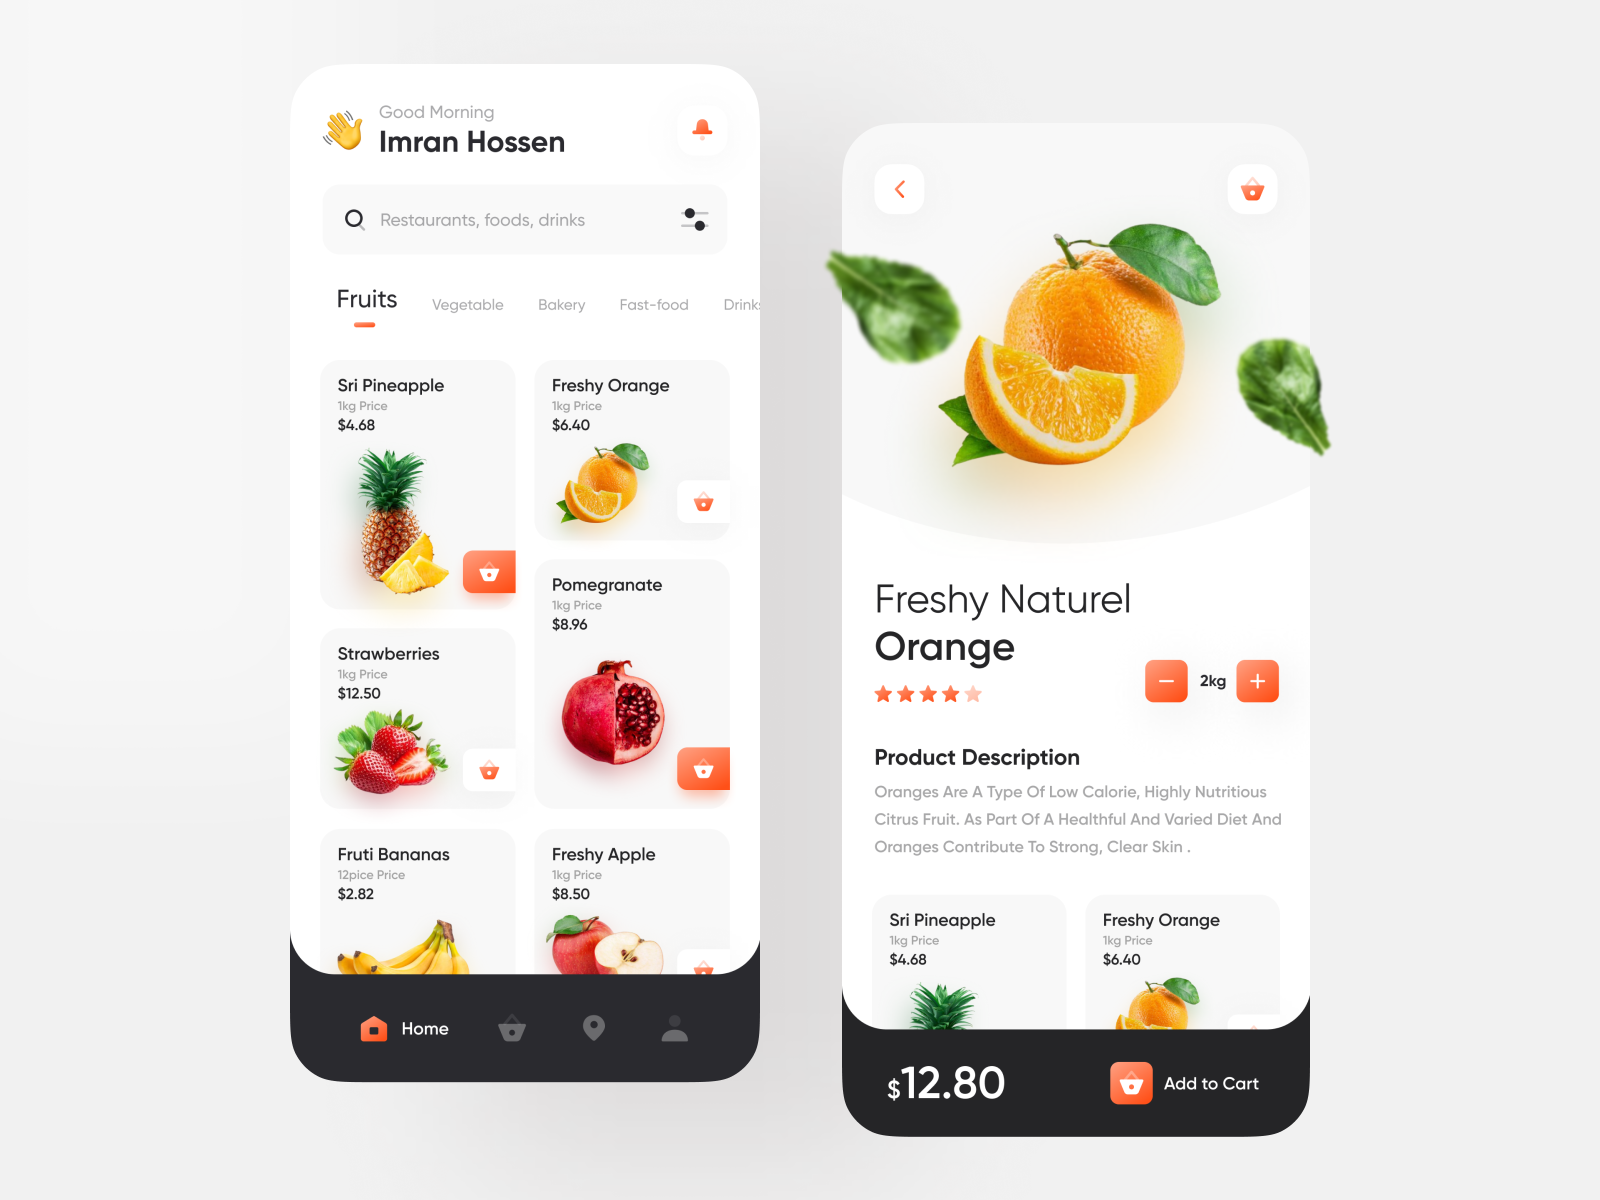 Good Morning
Imran Hossen
Restaurants, foods, drinks
Fruits
Vegetable
Bakery
Fast-food
Drinks
Sri Pineapple
1kg Price
$4.68
Freshy Orange
1kg Price
$6.40
Pomegranate
1kg Price
$8.96
Strawberries
1kg Price
$12.50
Fruti Bananas
12pice Price
$2.82
Freshy Apple
1kg Price
$8.50
Home
Freshy Naturel
Orange
2kg
Product Description
Oranges Are A Type Of Low Calorie, Highly Nutritious
Citrus Fruit. As Part Of A Healthful And Varied Diet And
Oranges Contribute To Strong, Clear Skin .
Sri Pineapple
1kg Price
$4.68
Freshy Orange
1kg Price
$6.40
$12.80
Add to Cart